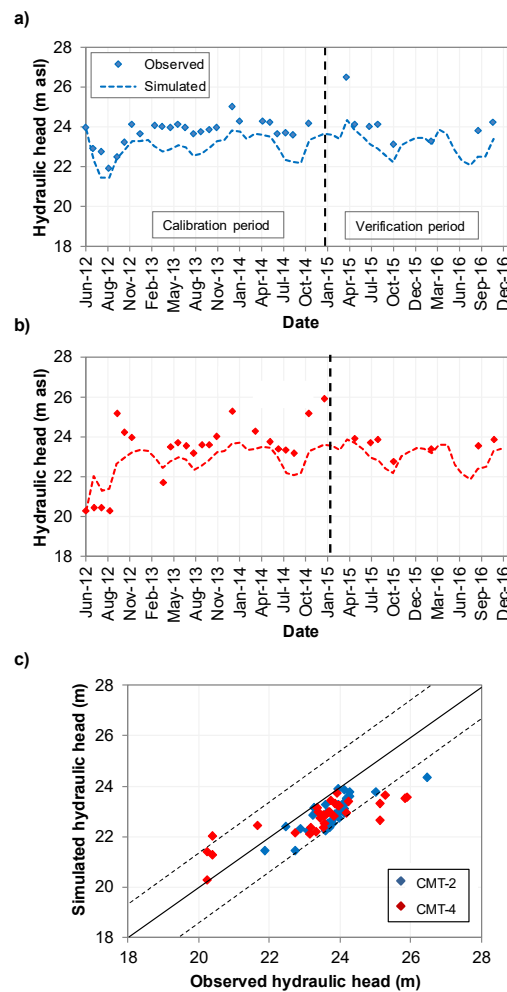 a)
Hydraulic head (m asl)
28
26
24
22
20
18
Observed
Simulated
Calibration period
Verification period
Jun-12
Aug-12
Nov-12
Feb-13
May-13
Aug-13
Nov-13
Jan-14
Apr-14
Jul-14
Oct-14
Jan-15
Apr-15
Jul-15
Oct-15
Dec-15
Mar-16
Jun-16
Sep-16
Dec-16
Date
b)
Hydraulic head (m asl)
28
26
24
22
20
18
Jun-12
Aug-12
Nov-12
Feb-13
May-13
Aug-13
Nov-13
Jan-14
Apr-14
Jul-14
Oct-14
Jan-15
Apr-15
Jul-15
Oct-15
Dec-15
Mar-16
Jun-16
Sep-16
Dec-16
Date
c)
Simulated hydraulic head (m)
28
26
24
22
20
18
CMT-2
CMT-4
18
20
22
24
26
28
Observed hydraulic head (m)